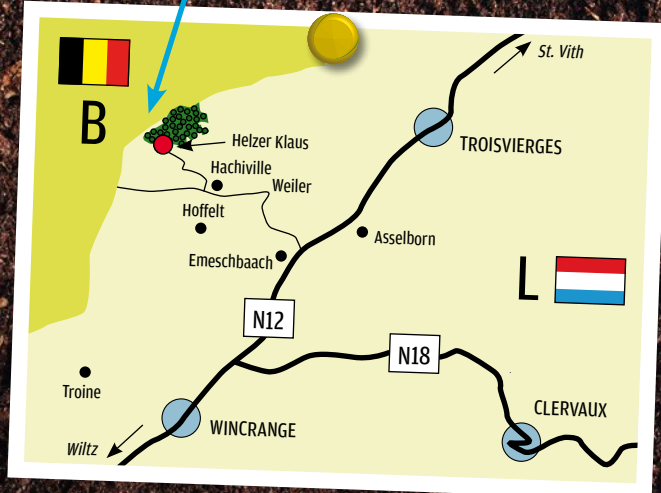 St. Vith
B
Helzer Klaus
TROISVIERGES
Hachiville
Weiler
Hoffelt
Asselborn
Emeschbaach
L
N12
N18
Troine
CLERVAUX
WINCRANGE
Wiltz